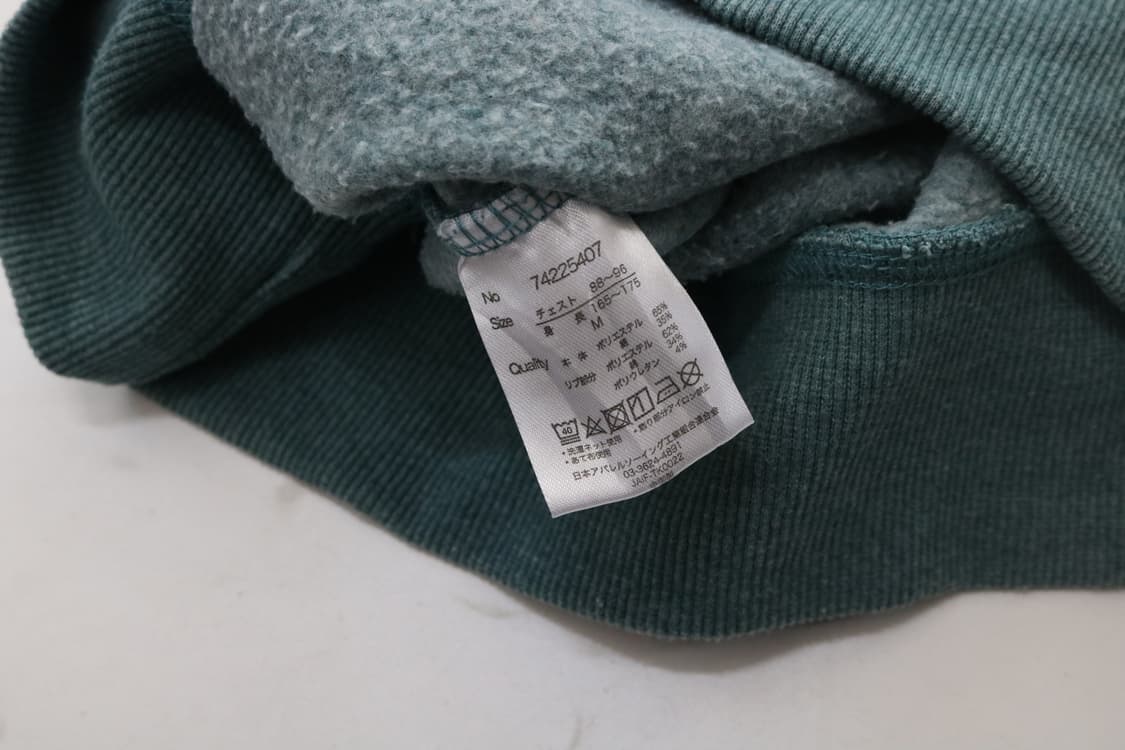 No 74225407
Size チェスト 88～96
身 長 165～175
M
Quality 本 体 ポリエステル 65%
綿 35%
リブ部分 ポリエステル 62%
綿 34%
ポリウレタン 4%
40
・洗濯ネット使用 ・飾り部分アイロン禁止
・あて布使用
日本アパレルソーイング工業組合連合会
03-3624-4891
JAIF-TK0022